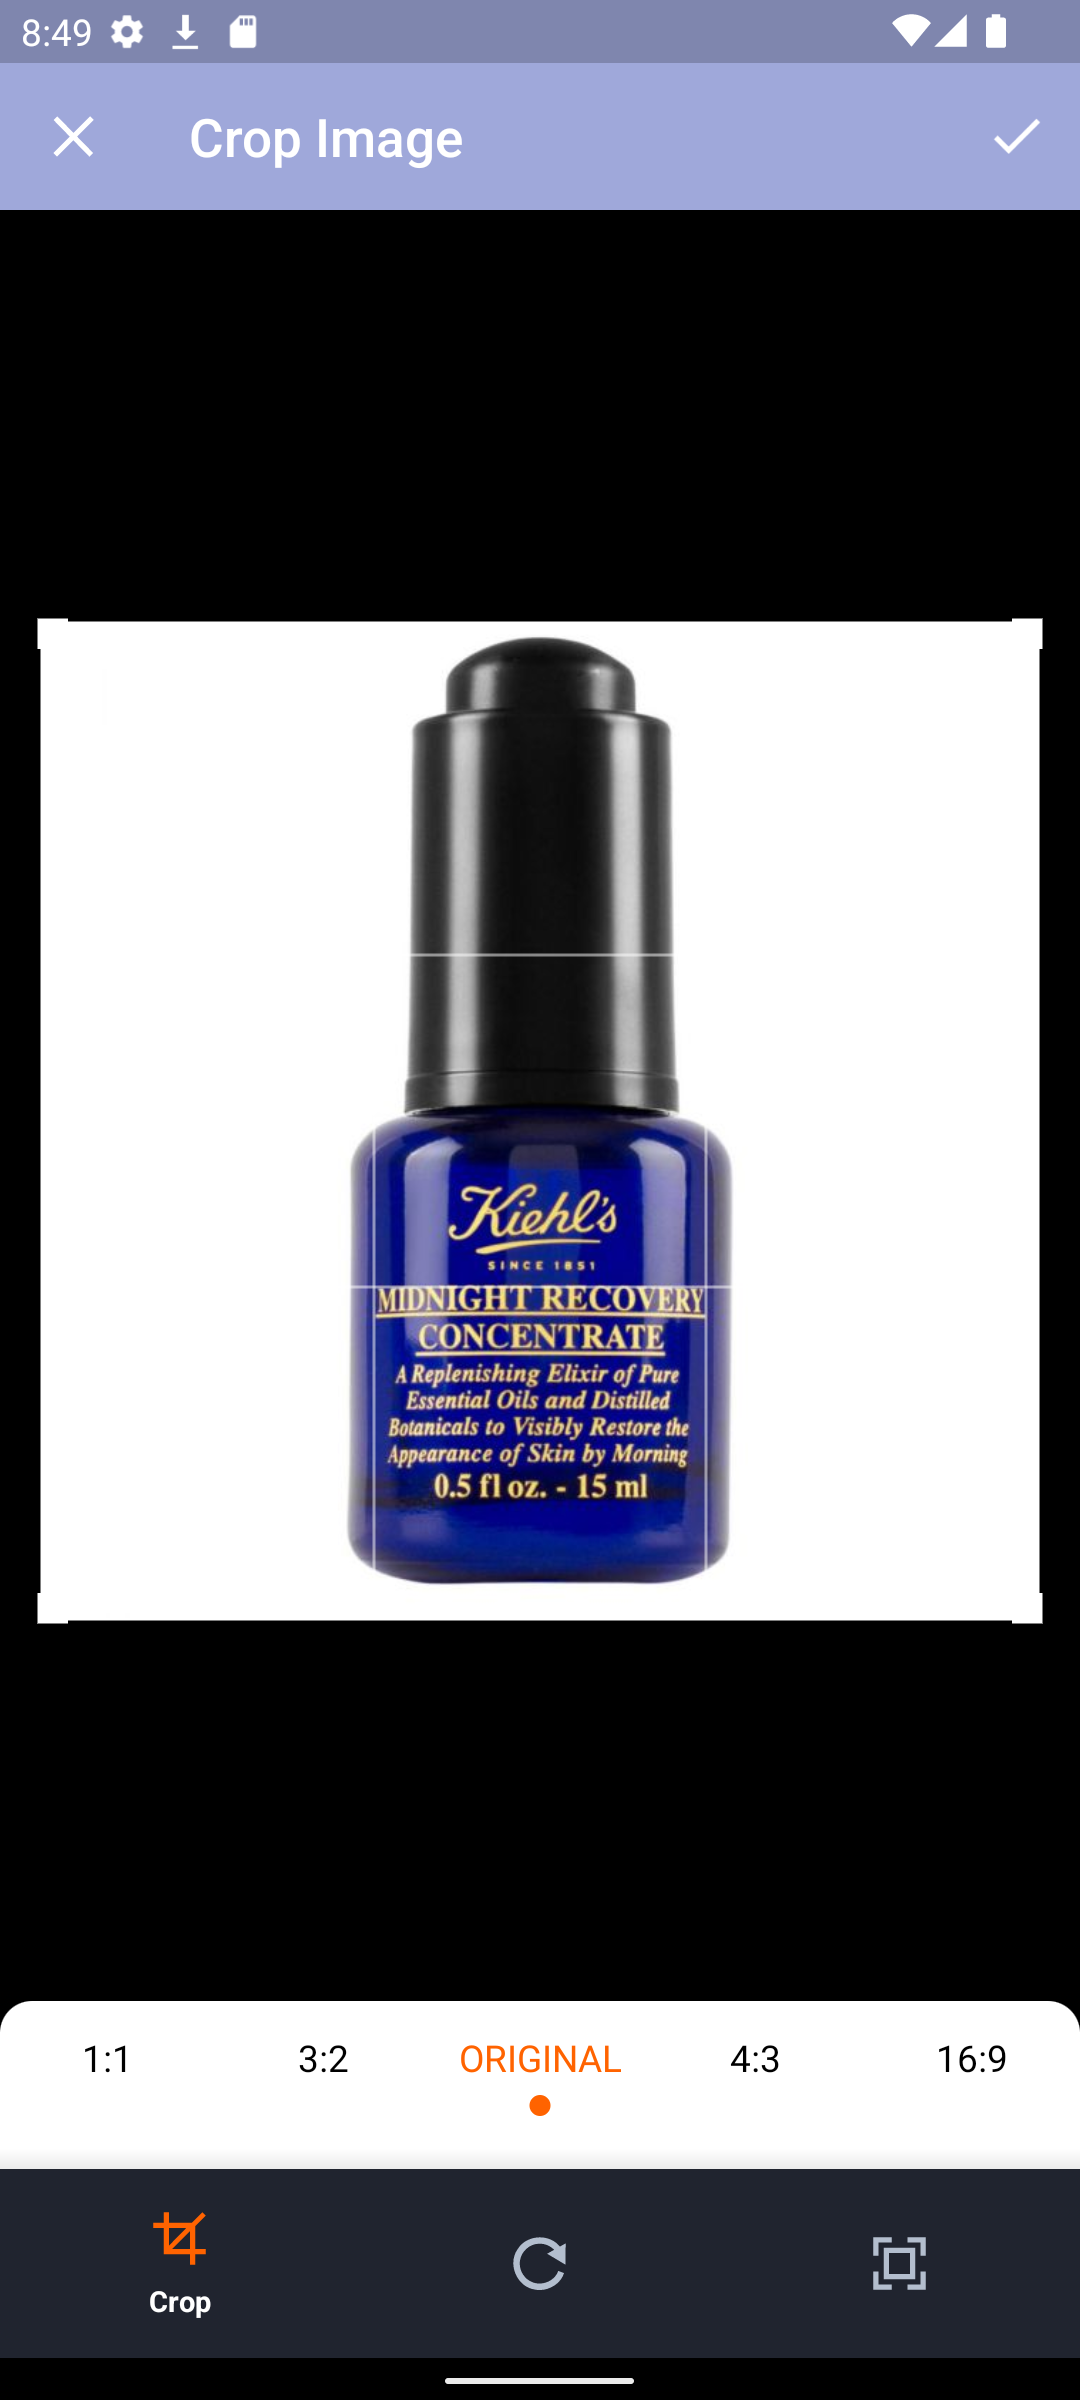 8:49
Crop Image
Kiehl's
SINCE 1851
MIDNIGHT RECOVERY
CONCENTRATE
A Replenishing Elixir of Pure
Essential Oils and Distilled
Botanicals to Visibly Restore the
Appearance of Skin by Morning
0.5 fl oz. - 15 ml
1:1 3:2 ORIGINAL 4:3 16:9
Crop